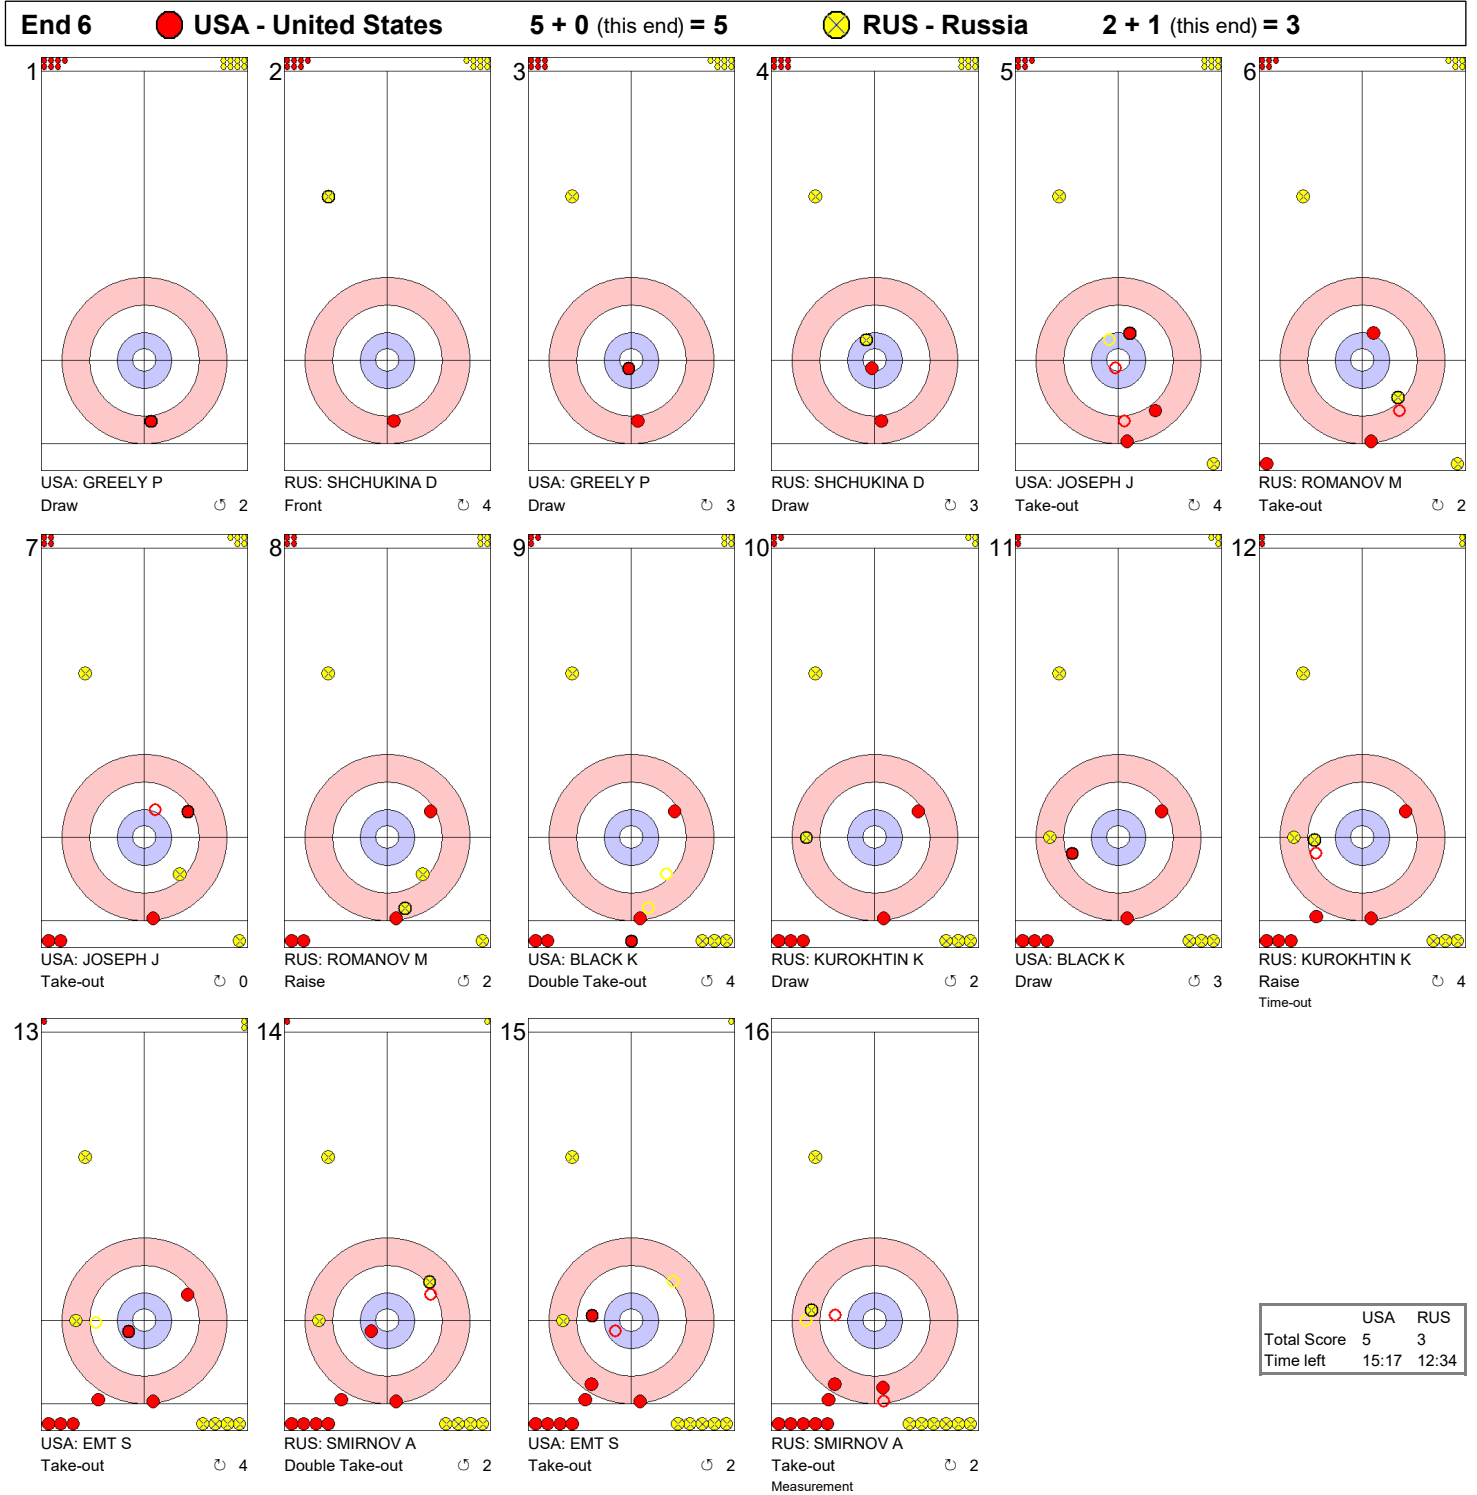 End 6 USA - United States 5 + 0 (this end) = 5 RUS - Russia 2 + 1 (this end) = 3
1 2 3 4 5 6
USA: GREELY P RUS: SHCHUKINA D USA: GREELY P RUS: SHCHUKINA D USA: JOSEPH J RUS: ROMANOV M
Draw ↺ 2 Front ↻ 4 Draw ↻ 3 Draw ↻ 3 Take-out ↻ 4 Take-out ↻ 2
7 8 9 10 11 12
USA: JOSEPH J RUS: ROMANOV M USA: BLACK K RUS: KUROKHTIN K USA: BLACK K RUS: KUROKHTIN K
Take-out ↻ 0 Raise ↺ 2 Double Take-out ↺ 4 Draw ↺ 2 Draw ↺ 3 Raise ↻ 4
Time-out
13 14 15 16
USA: EMT S RUS: SMIRNOV A USA: EMT S RUS: SMIRNOV A
Take-out ↻ 4 Double Take-out ↺ 2 Take-out ↺ 2 Take-out ↻ 2
Measurement
USA RUS
Total Score 5 3
Time left 15:17 12:34